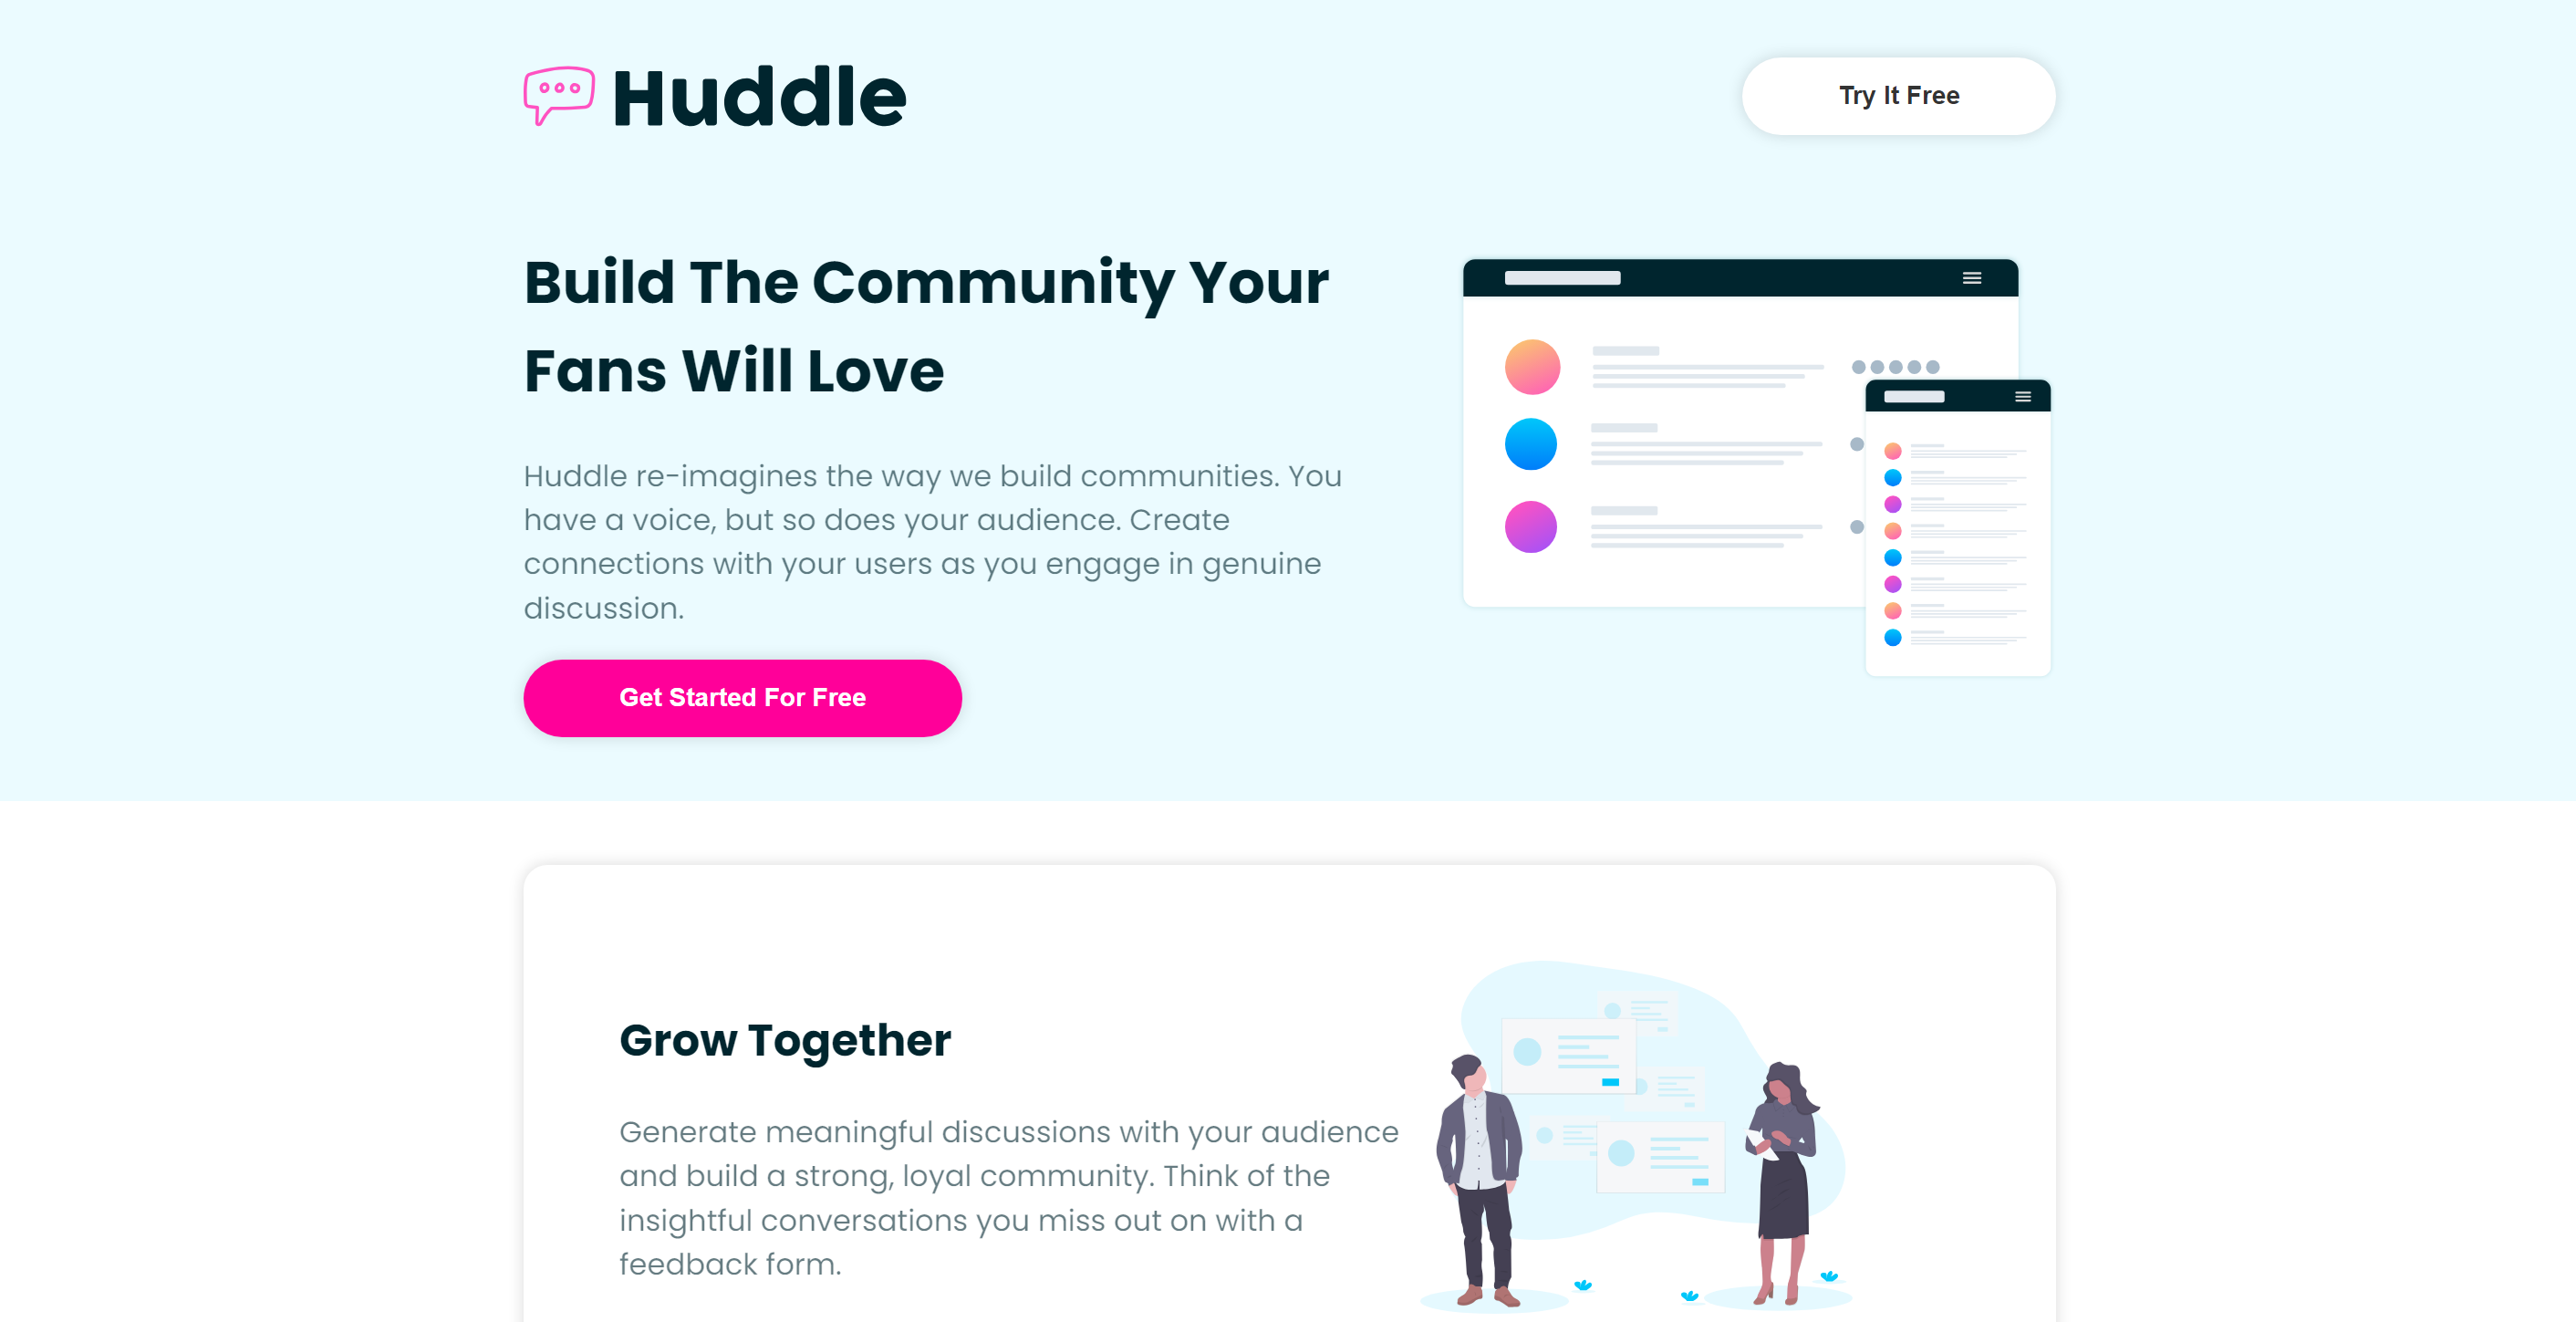 Huddle
Try It Free
Build The Community Your
Fans Will Love
Huddle re-imagines the way we build communities. You
have a voice, but so does your audience. Create
connections with your users as you engage in genuine
discussion.
Get Started For Free
Grow Together
Generate meaningful discussions with your audience
and build a strong, loyal community. Think of the
insightful conversations you miss out on with a
feedback form.